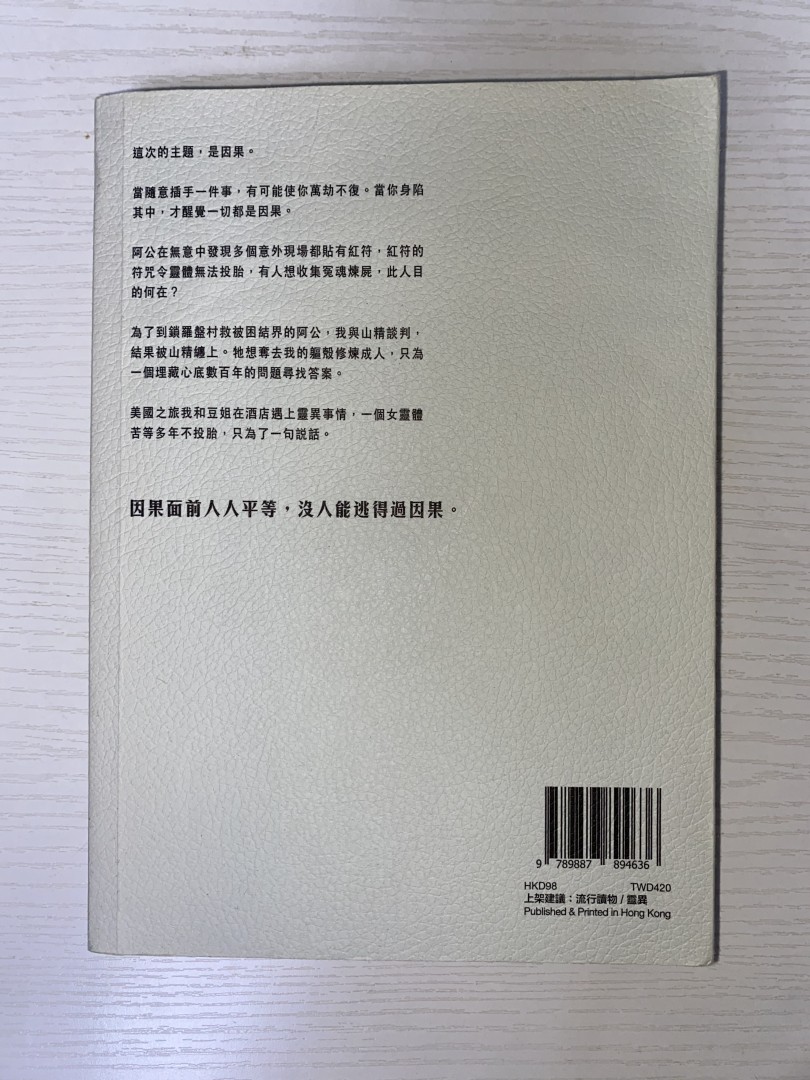 這次的主題，是因果。
當隨意插手一件事，有可能使你萬劫不復。當你身陷
其中，才醒覺一切都是因果。
阿公在無意中發現多個意外現場都貼有紅符，紅符的
符咒令靈體無法投胎，有人想收集冤魂煉屍，此人目
的何在？
為了到鎖羅盤村救被困結界的阿公，我與山精談判，
結果被山精纏上。牠想奪去我的軀殼修煉成人，只為
一個埋藏心底數百年的問題尋找答案。
美國之旅我和豆姐在酒店遇上靈異事情，一個女靈體
苦等多年不投胎，只為了一句說話。
因果面前人人平等，沒人能逃得過因果。
9 789887 894636
HKD98 TWD420
上架建議：流行讀物 / 靈異
Published & Printed in Hong Kong